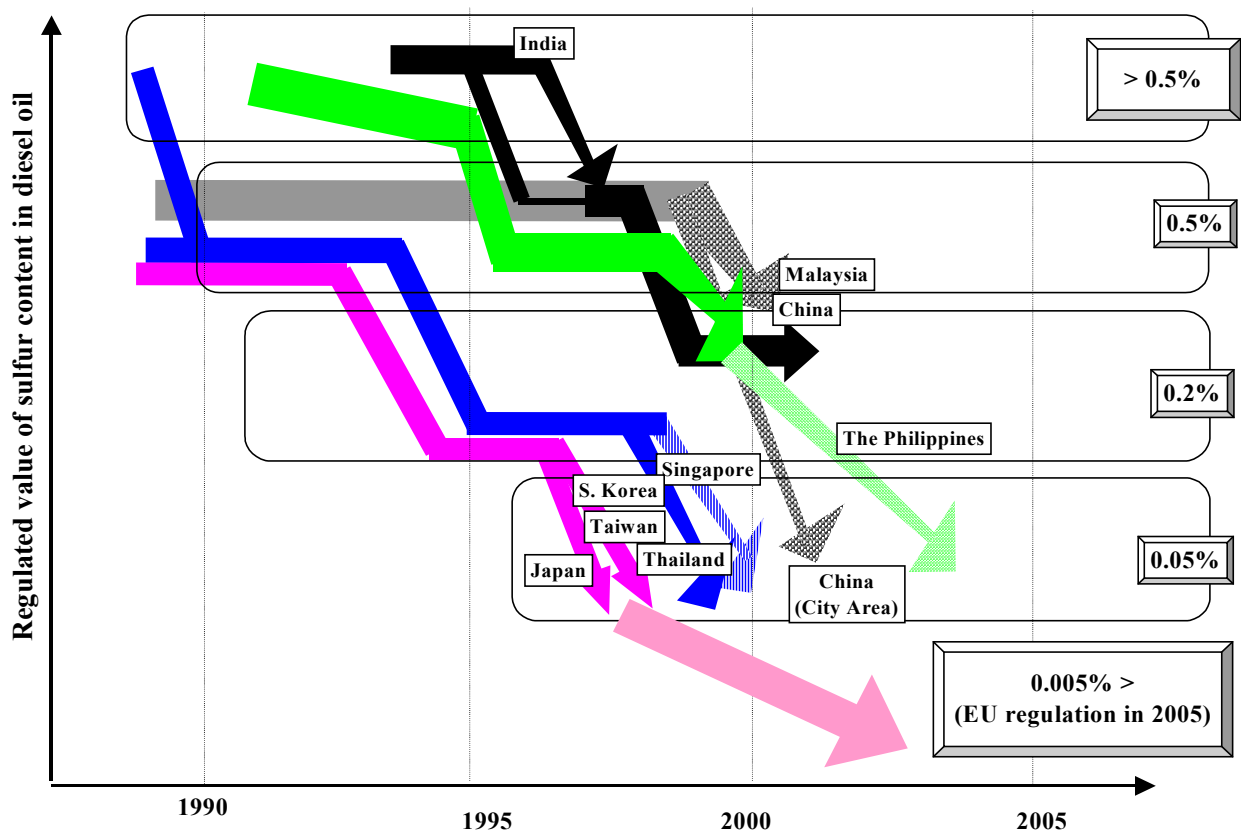 Regulated value of sulfur content in diesel oil
India
> 0.5%
0.5%
Malaysia
China
0.2%
The Philippines
Singapore
S. Korea
Taiwan
Thailand
Japan
0.05%
China
(City Area)
0.005% >
(EU regulation in 2005)
1990
1995
2000
2005